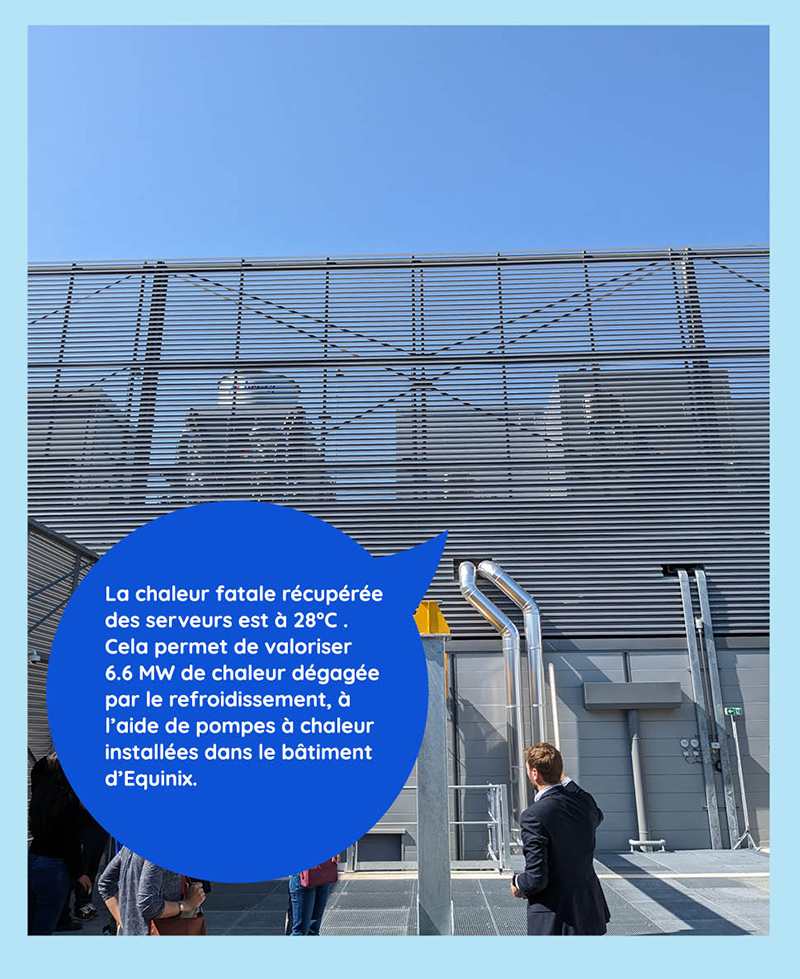 La chaleur fatale récupérée
des serveurs est à 28°C .
Cela permet de valoriser
6.6 MW de chaleur dégagée
par le refroidissement, à
l’aide de pompes à chaleur
installées dans le bâtiment
d’Equinix.